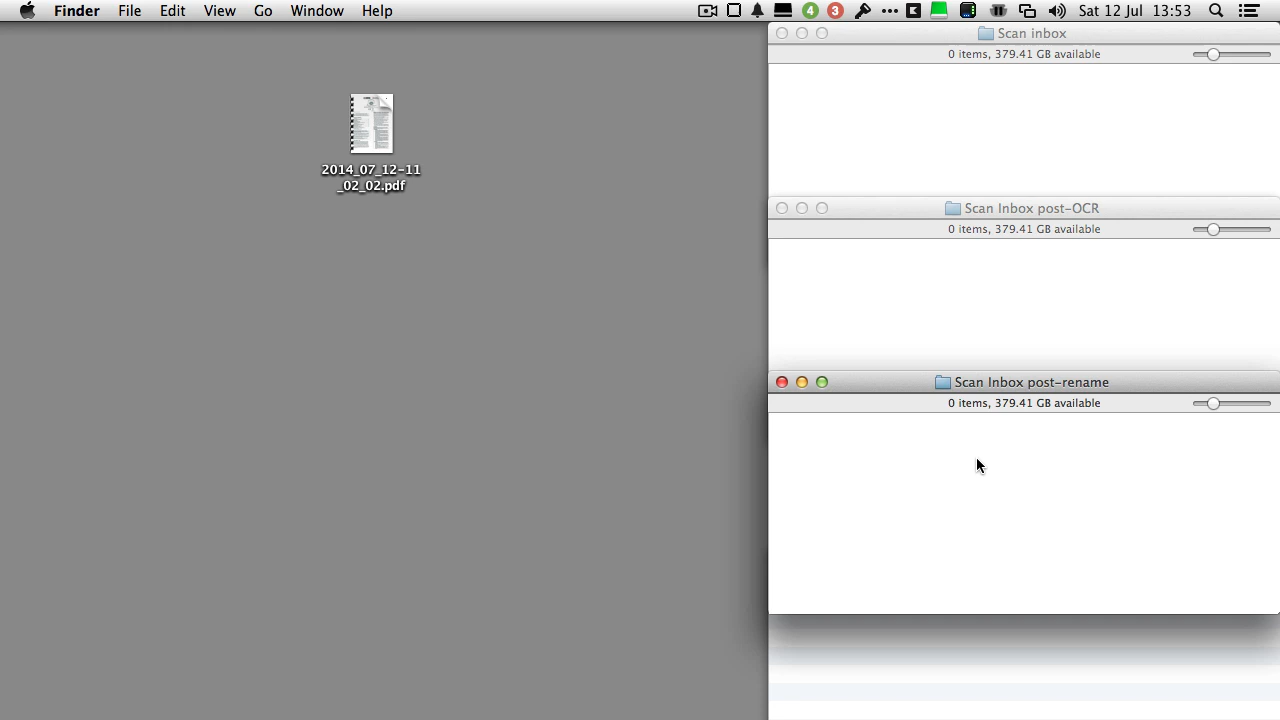 Finder File Edit View Go Window Help 4 3 Sat 12 Jul 13:53
Scan inbox
0 items, 379.41 GB available
2014_07_12-11
_02_02.pdf
Scan Inbox post-OCR
0 items, 379.41 GB available
Scan Inbox post-rename
0 items, 379.41 GB available